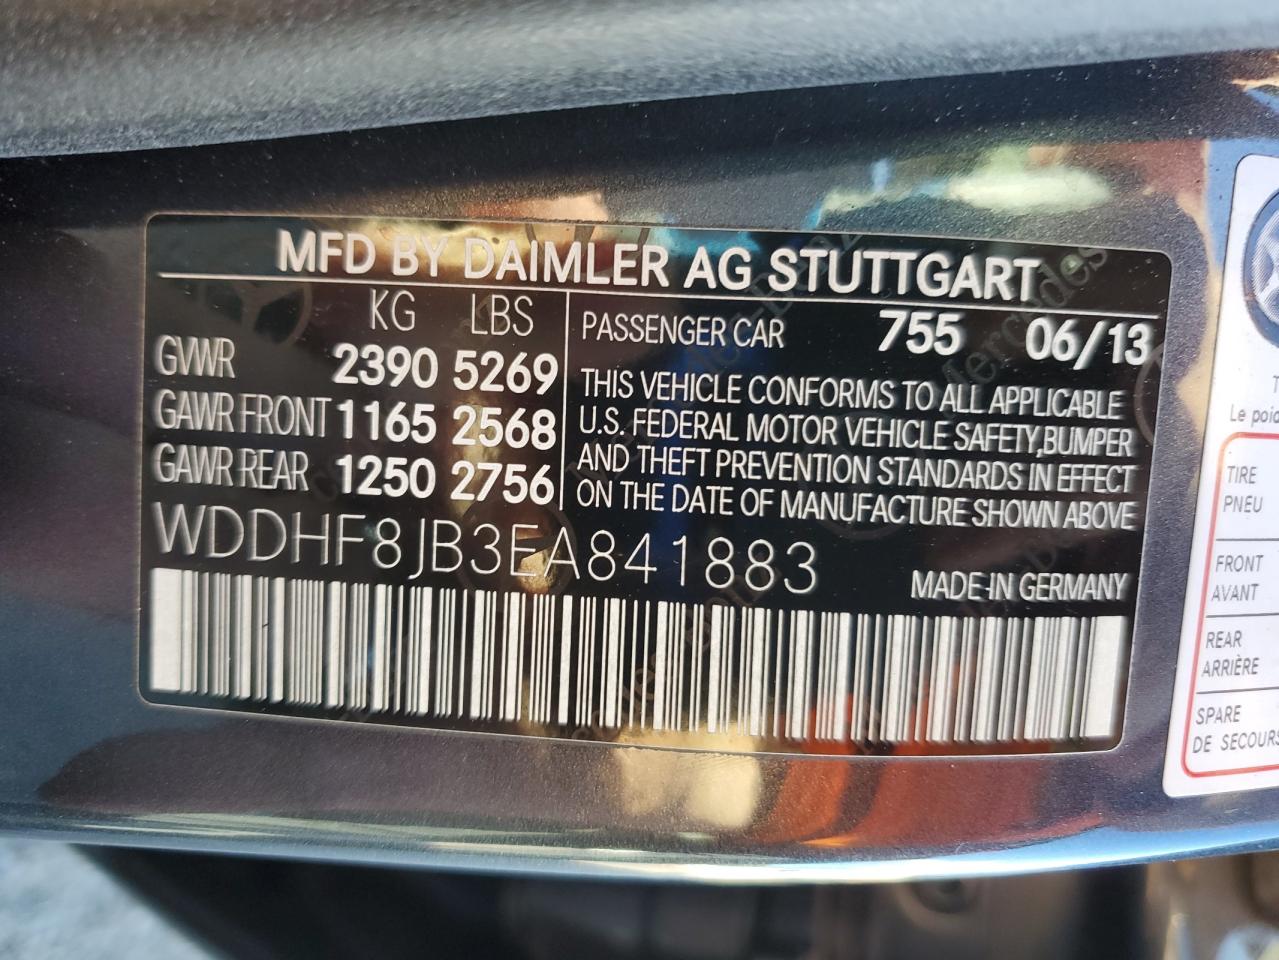 MFD BY DAIMLER AG STUTTGART
KG LBS
GVWR 2390 5269
GAWR FRONT 1165 2568
GAWR REAR 1250 2756
PASSENGER CAR 755 06/13
THIS VEHICLE CONFORMS TO ALL APPLICABLE
U.S. FEDERAL MOTOR VEHICLE SAFETY,BUMPER
AND THEFT PREVENTION STANDARDS IN EFFECT
ON THE DATE OF MANUFACTURE SHOWN ABOVE
WDDHF8JB3EA841883
MADE-IN GERMANY
Le poid
TIRE
PNEU
FRONT
AVANT
REAR
ARRIÈRE
SPARE
DE SECOURS